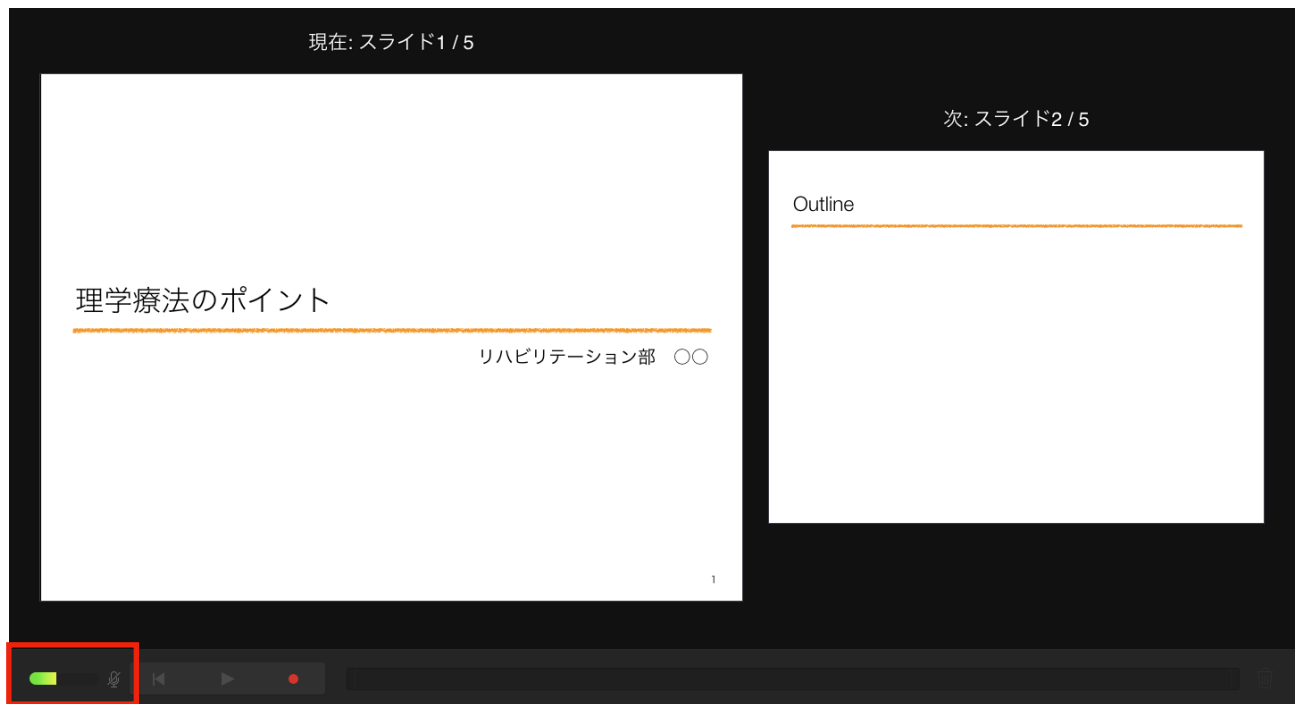 現在: スライド1 / 5
次: スライド2 / 5
理学療法のポイント
リハビリテーション部　〇〇
1
Outline